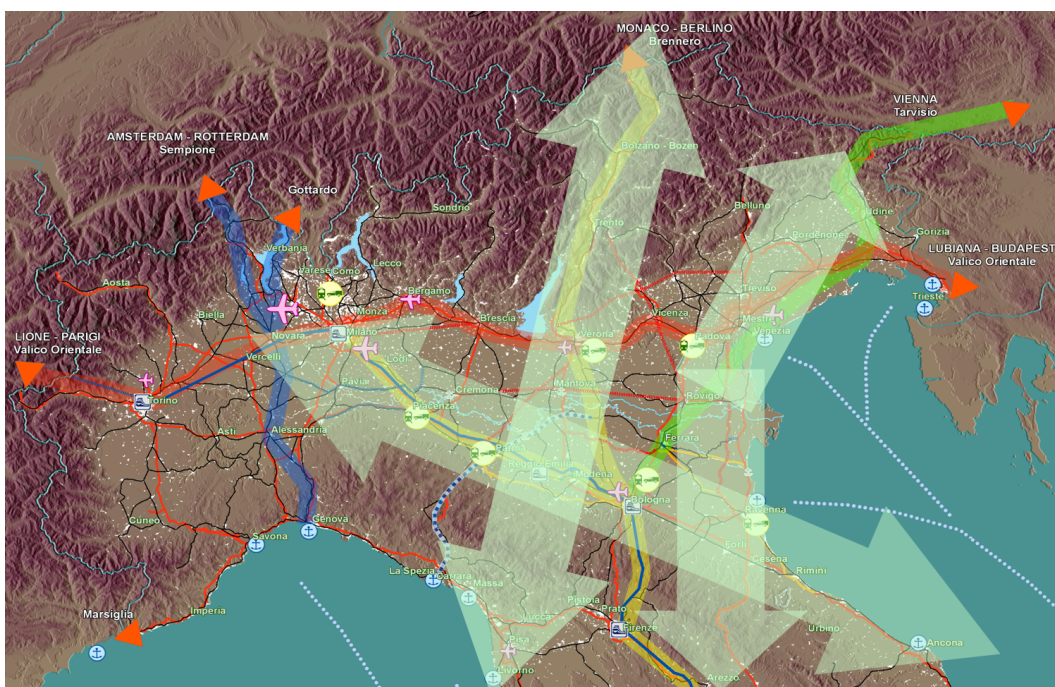 MONACO - BERLINO
Brennero
VIENNA
Tarvisio
AMSTERDAM - ROTTERDAM
Sempione
Bolzano - Bozen
Gottardo
Sondrio
Belluno
Trento
Udine
Pordenone
Gorizia
LUBIANA - BUDAPEST
Valico Orientale
Verbania
Varese
Como
Lecco
Aosta
Bergamo
Treviso
Trieste
Biella
Monza
Brescia
Vicenza
Mestre
Venezia
Novara
Milano
Verona
Padova
LIONE - PARIGI
Valico Orientale
Vercelli
Lodi
Pavia
Cremona
Mantova
Rovigo
Torino
Piacenza
Asti
Alessandria
Ferrara
Parma
Reggio Emilia
Modena
Bologna
Ravenna
Cuneo
Genova
Savona
Forlì
Cesena
Rimini
La Spezia
Carrara
Massa
Imperia
Marsiglia
Pistoia
Prato
Lucca
Firenze
Urbino
Pisa
Ancona
Livorno
Arezzo